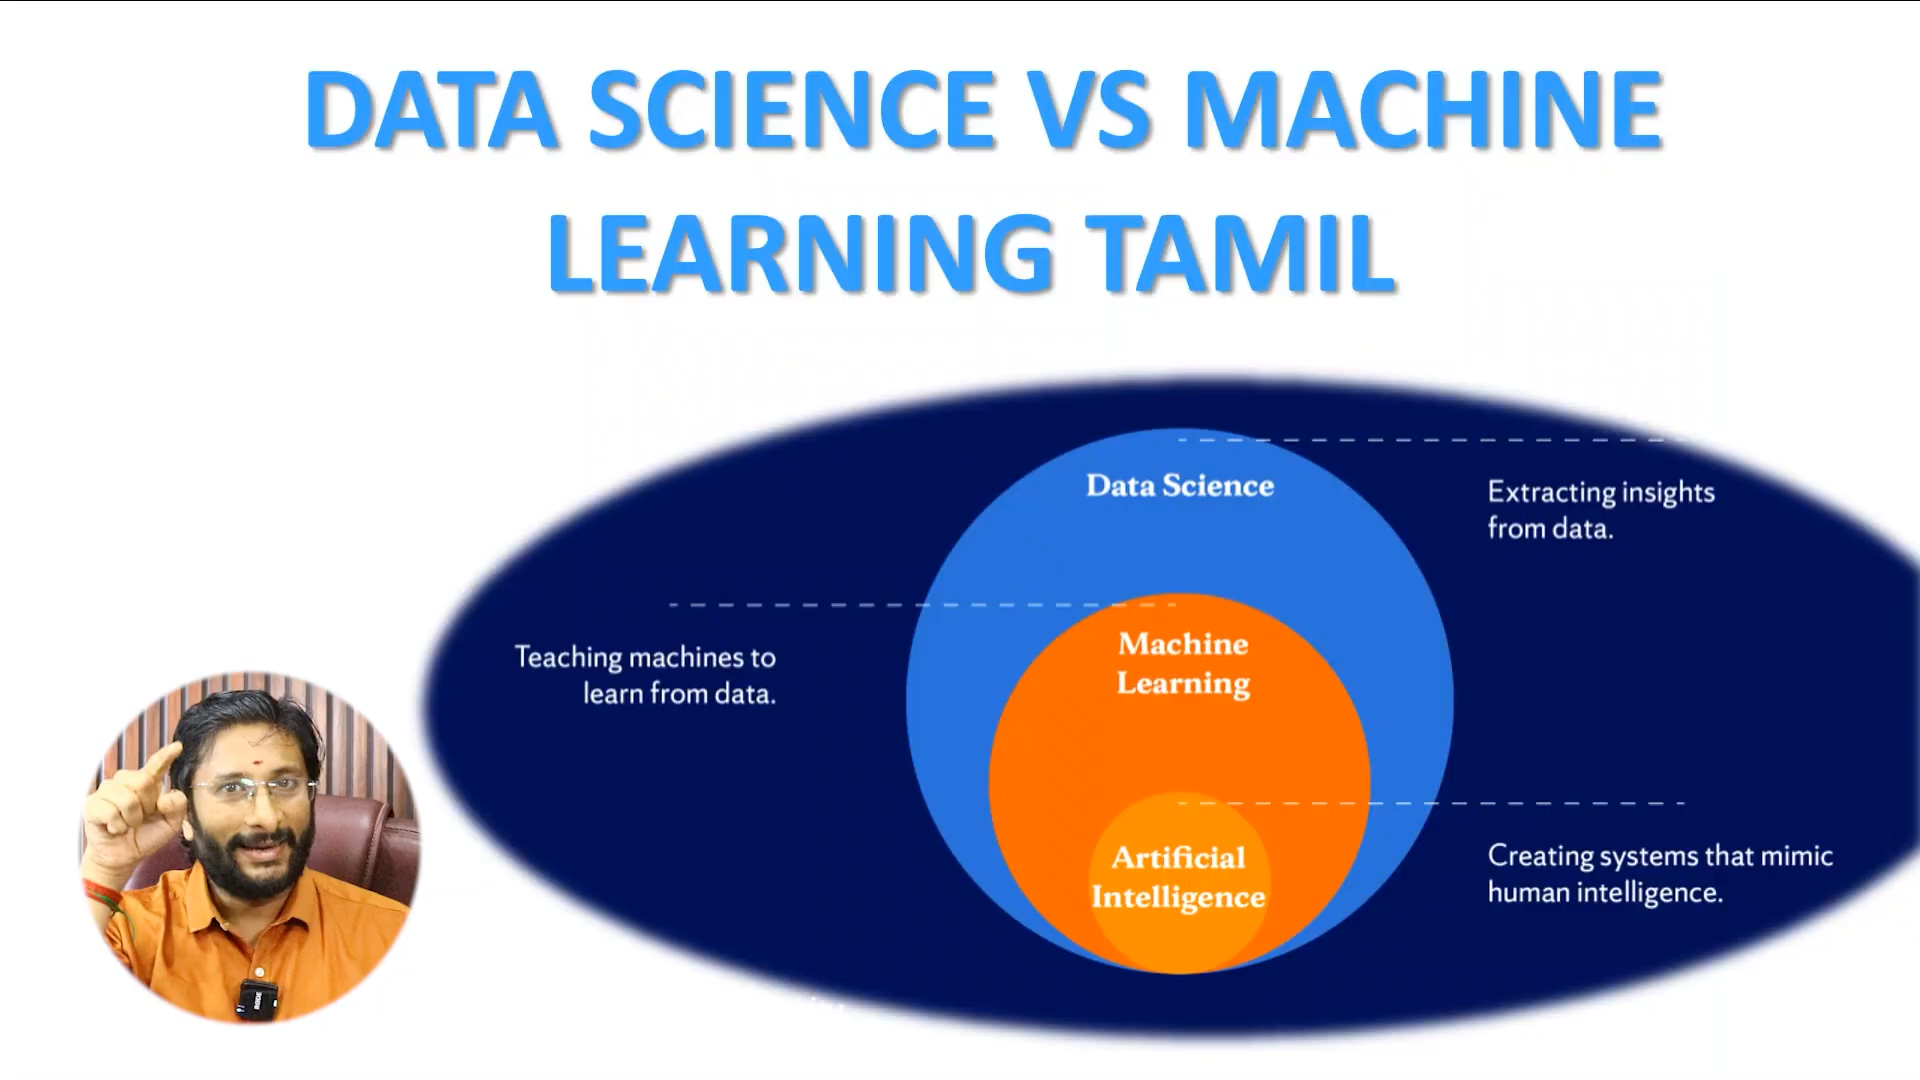 DATA SCIENCE VS MACHINE
LEARNING TAMIL
Data Science
Extracting insights
from data.
Machine
Learning
Teaching machines to
learn from data.
Artificial
Intelligence
Creating systems that mimic
human intelligence.
RODE